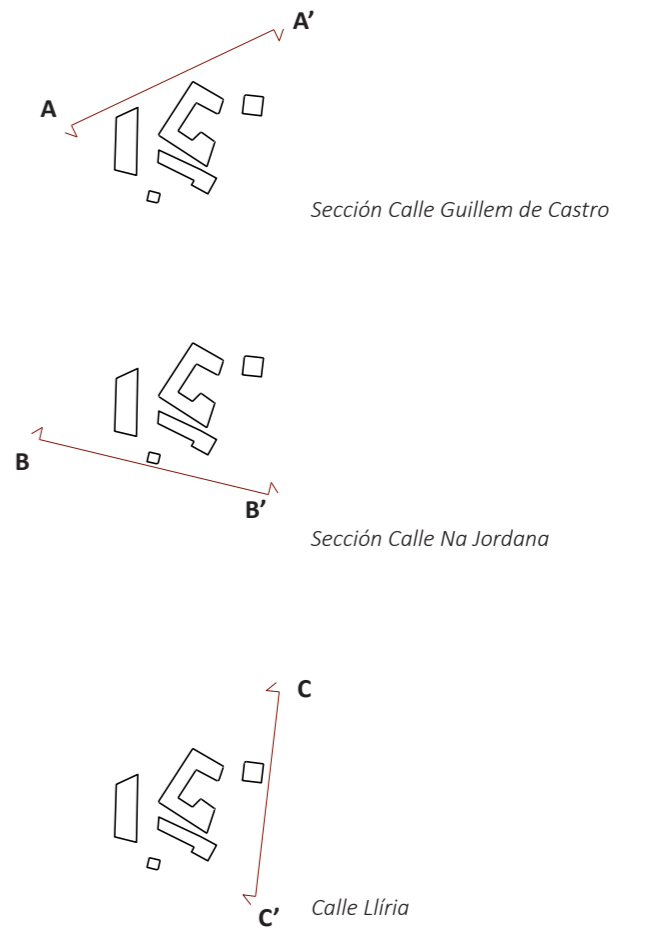 A’
A
Sección Calle Guillem de Castro
B
B’
Sección Calle Na Jordana
C
C’
Calle Llíria